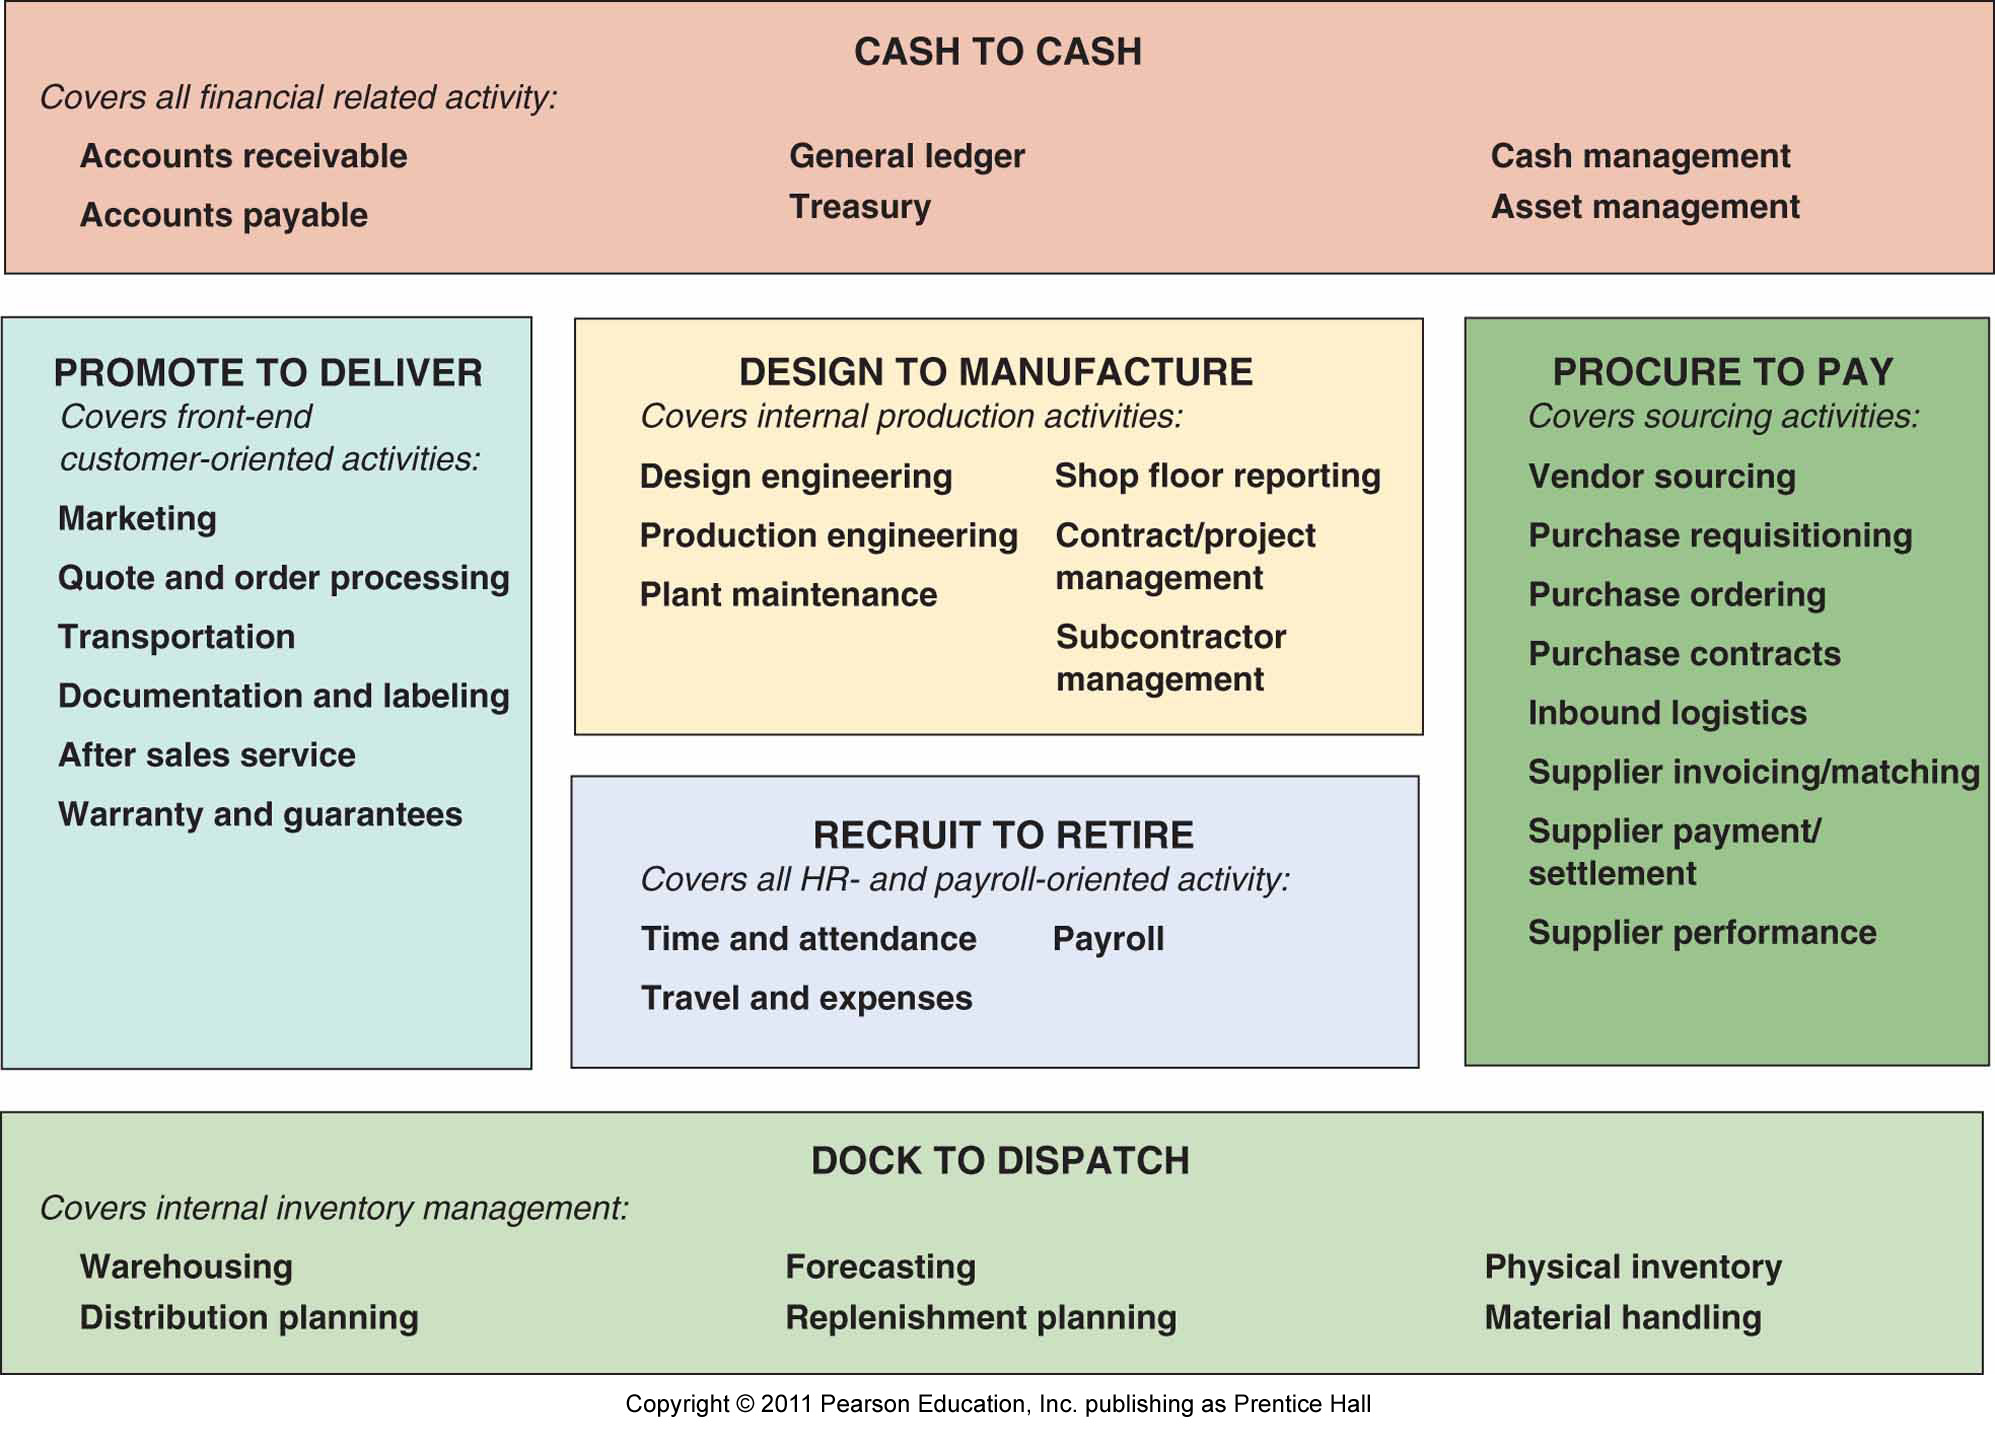 CASH TO CASH
Covers all financial related activity:
Accounts receivable
General ledger
Cash management
Accounts payable
Treasury
Asset management
PROMOTE TO DELIVER
Covers front-end
customer-oriented activities:
Marketing
Quote and order processing
Transportation
Documentation and labeling
After sales service
Warranty and guarantees
DESIGN TO MANUFACTURE
Covers internal production activities:
Design engineering
Production engineering
Plant maintenance
Shop floor reporting
Contract/project
management
Subcontractor
management
RECRUIT TO RETIRE
Covers all HR- and payroll-oriented activity:
Time and attendance
Payroll
Travel and expenses
PROCURE TO PAY
Covers sourcing activities:
Vendor sourcing
Purchase requisitioning
Purchase ordering
Purchase contracts
Inbound logistics
Supplier invoicing/matching
Supplier payment/
settlement
Supplier performance
DOCK TO DISPATCH
Covers internal inventory management:
Warehousing
Forecasting
Physical inventory
Distribution planning
Replenishment planning
Material handling
Copyright © 2011 Pearson Education, Inc. publishing as Prentice Hall